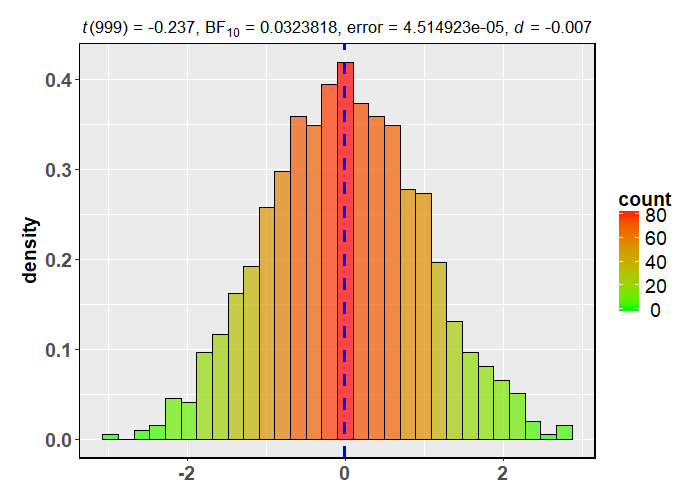 t(999) = -0.237, BF10 = 0.0323818, error = 4.514923e-05, d = -0.007
0.4
0.3
0.2
0.1
0.0
density
-2 0 2
count
80
60
40
20
0